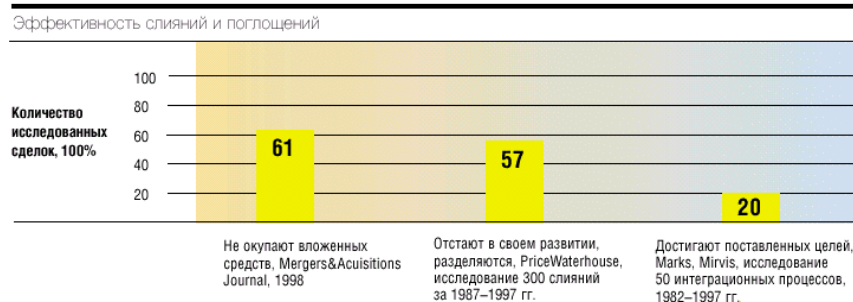 Эффективность слияний и поглощений
100
80
60
40
20
Количество
исследованных
сделок, 100%
61
57
20
Не окупают вложенных
средств, Mergers&Acuisitions
Journal, 1998
Отстают в своем развитии,
разделяются, PriceWaterhouse,
исследование 300 слияний
за 1987–1997 гг.
Достигают поставленных целей,
Marks, Mirvis, исследование
50 интеграционных процессов,
1982–1997 гг.